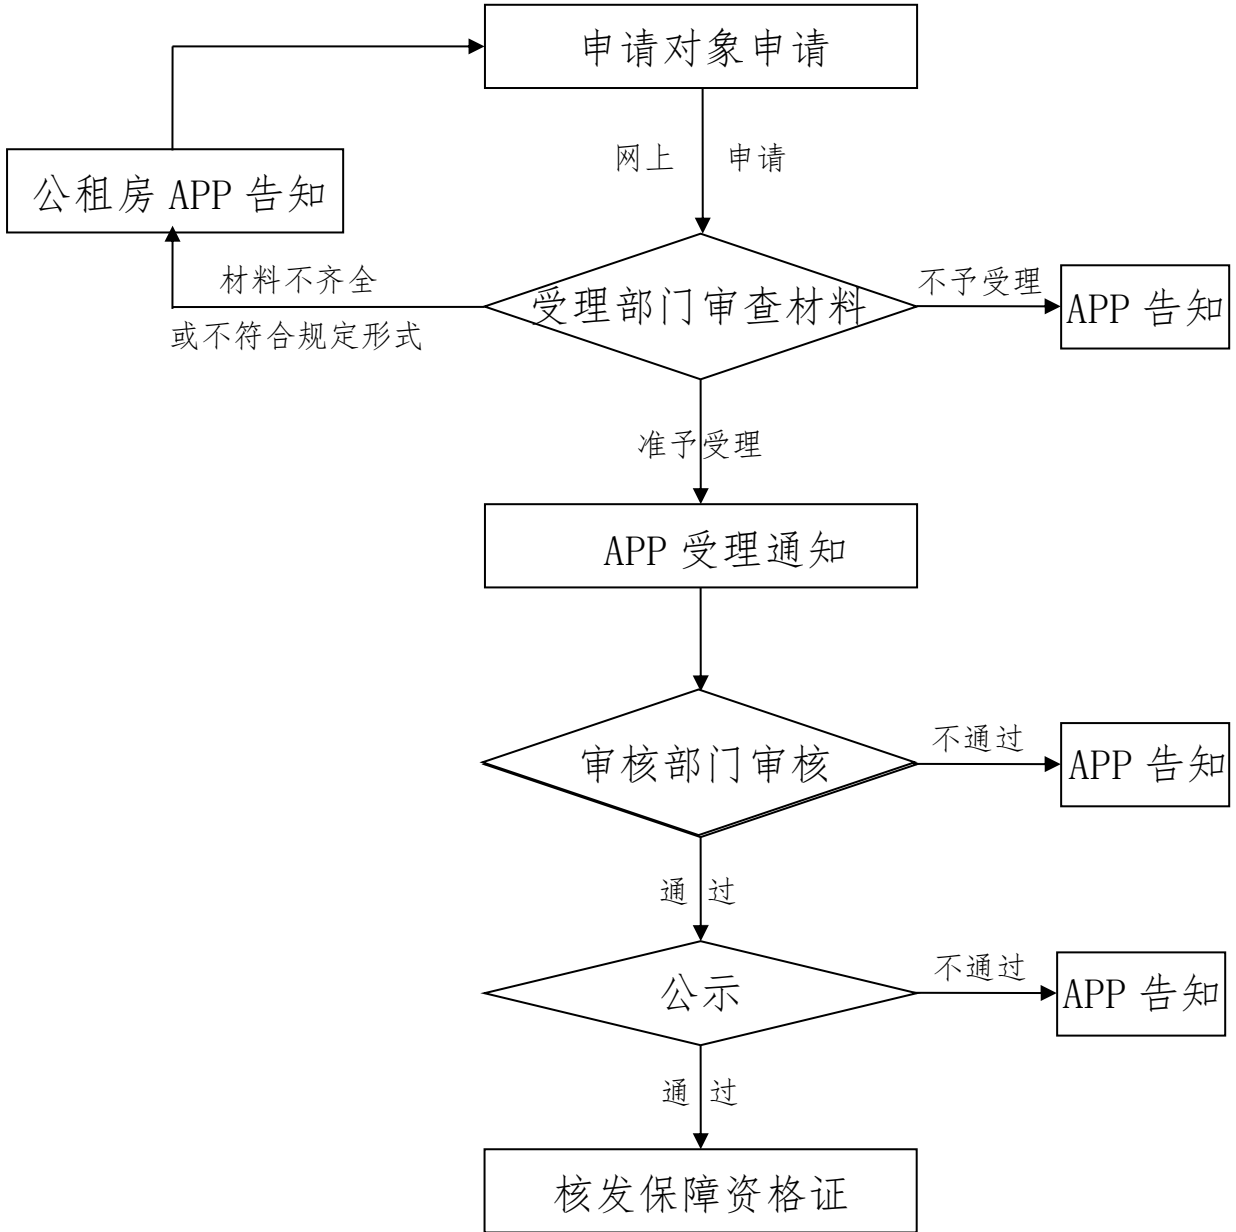 申请对象申请
网上 申请
公租房 APP 告知
材料不齐全
或不符合规定形式
受理部门审查材料
不予受理
APP 告知
准予受理
APP 受理通知
审核部门审核
不通过
APP 告知
通 过
公示
不通过
APP 告知
通 过
核发保障资格证